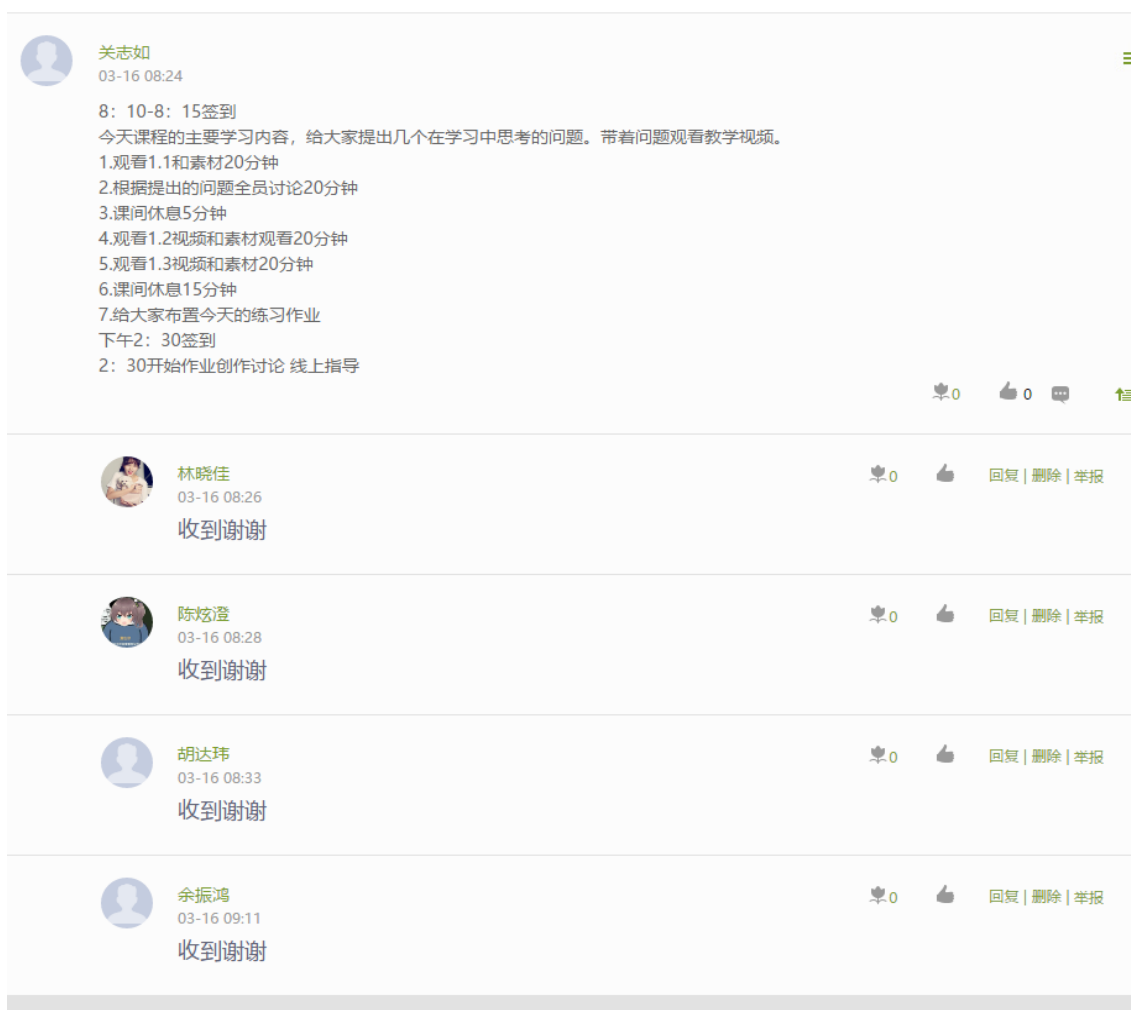 关志如
03-16 08:24
8：10-8：15签到
今天课程的主要学习内容，给大家提出几个在学习中思考的问题。带着问题观看教学视频。
1.观看1.1和素材20分钟
2.根据提出的问题全员讨论20分钟
3.课间休息5分钟
4.观看1.2视频和素材观看20分钟
5.观看1.3视频和素材20分钟
6.课间休息15分钟
7.给大家布置今天的练习作业
下午2：30签到
2：30开始作业创作讨论 线上指导
0 0
林晓佳
0 回复 | 删除 | 举报
03-16 08:26
收到谢谢
陈炫澄
0 回复 | 删除 | 举报
03-16 08:28
收到谢谢
胡达玮
0 回复 | 删除 | 举报
03-16 08:33
收到谢谢
余振鸿
0 回复 | 删除 | 举报
03-16 09:11
收到谢谢